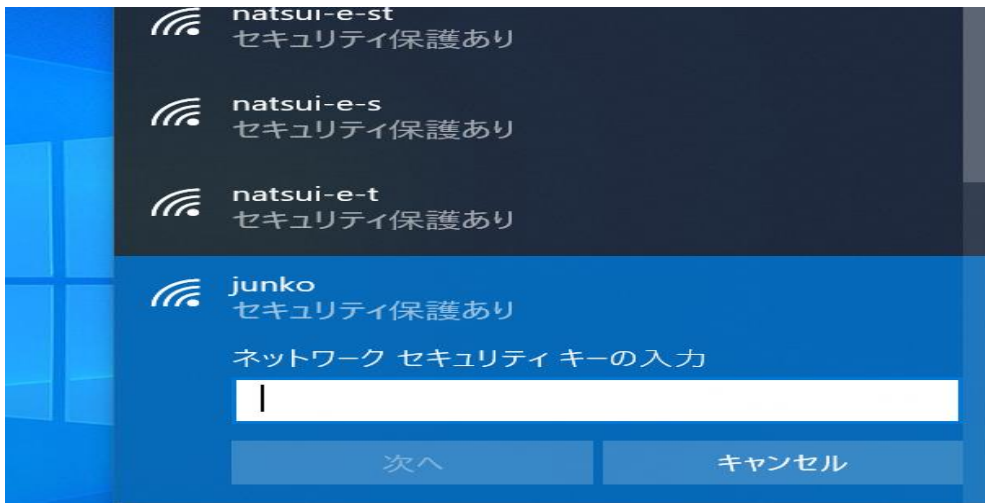 natsui-e-st
セキュリティ保護あり
natsui-e-s
セキュリティ保護あり
natsui-e-t
セキュリティ保護あり
junko
セキュリティ保護あり
ネットワーク セキュリティ キーの入力
次へ キャンセル